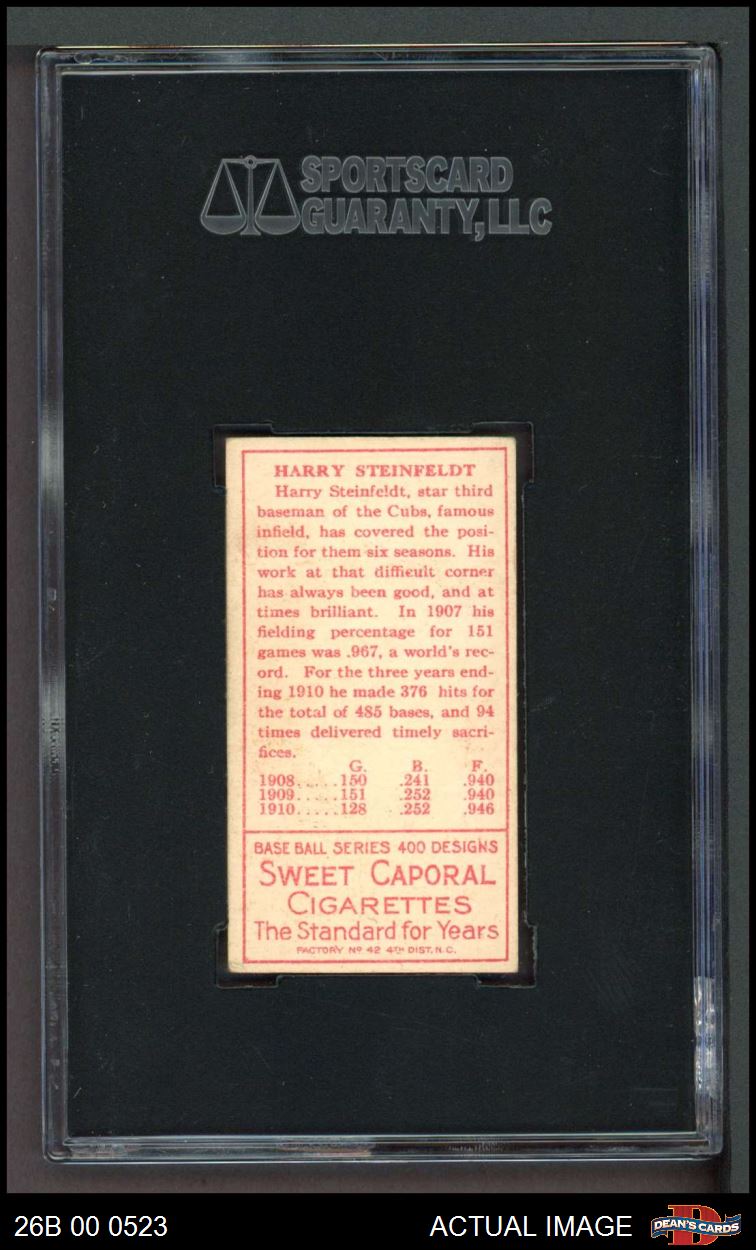 SPORTSCARD
GUARANTY, LLC
HARRY STEINFELDT
Harry Steinfeldt, star third
baseman of the Cubs, famous
infield, has covered the posi-
tion for them six seasons. His
work at that difficult corner
has always been good, and at
times brilliant. In 1907 his
fielding percentage for 151
games was .967, a world's rec-
ord. For the three years end-
ing 1910 he made 376 hits for
the total of 485 bases, and 94
times delivered timely sacri-
fices.
G. B. F.
1908.....150 .241 .940
1909.....151 .252 .940
1910.....128 .252 .946
BASE BALL SERIES 400 DESIGNS
SWEET CAPORAL
CIGARETTES
The Standard for Years
FACTORY Nº 42 4TH DIST. N.C.
26B 00 0523 ACTUAL IMAGE D DEAN'S CARDS